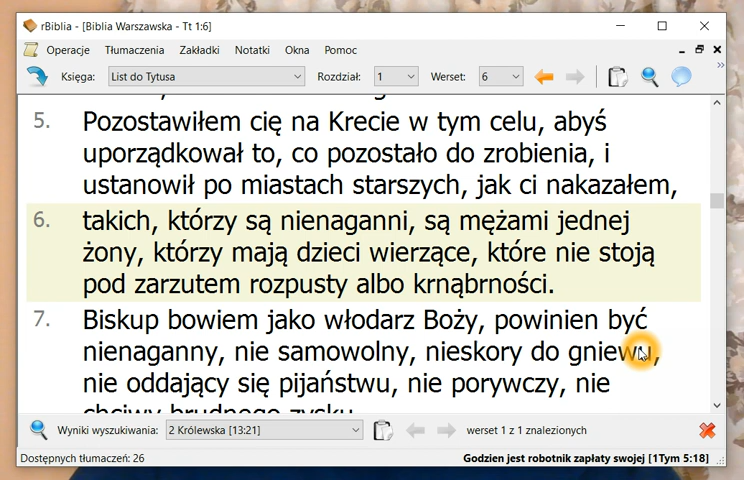 rBiblia - [Biblia Warszawska - Tt 1:6]
Operacje Tłumaczenia Zakładki Notatki Okna Pomoc
Księga: List do Tytusa Rozdział: 1 Werset: 6
5. Pozostawiłem cię na Krecie w tym celu, abyś
uporządkował to, co pozostało do zrobienia, i
ustanowił po miastach starszych, jak ci nakazałem,
6. takich, którzy są nienaganni, są mężami jednej
żony, którzy mają dzieci wierzące, które nie stoją
pod zarzutem rozpusty albo krnąbrności.
7. Biskup bowiem jako włodarz Boży, powinien być
nienaganny, nie samowolny, nieskory do gniewu,
nie oddający się pijaństwu, nie porywczy, nie
chciwy brudnego zysku
Wyniki wyszukiwania: 2 Królewska [13:21] werset 1 z 1 znalezionych
Dostępnych tłumaczeń: 26 Godzien jest robotnik zapłaty swojej [1Tym 5:18]